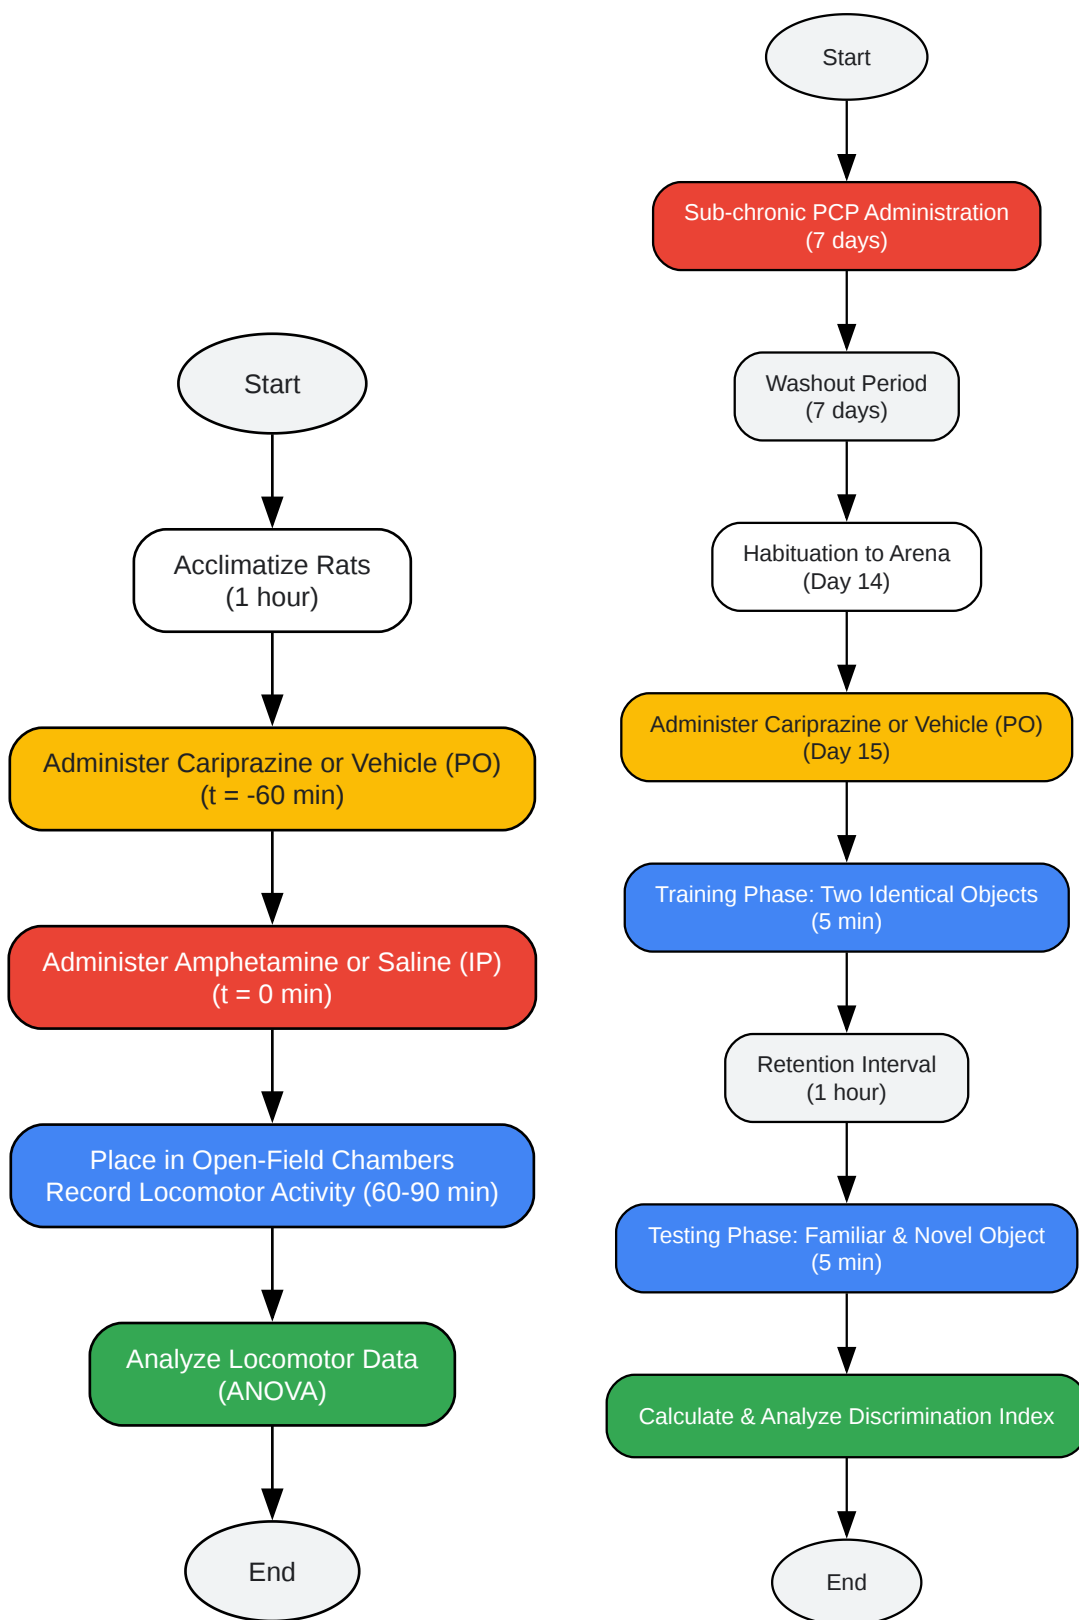 Start
Acclimatize Rats
(1 hour)
Administer Cariprazine or Vehicle (PO)
(t = -60 min)
Administer Amphetamine or Saline (IP)
(t = 0 min)
Place in Open-Field Chambers
Record Locomotor Activity (60-90 min)
Analyze Locomotor Data
(ANOVA)
End
Start
Sub-chronic PCP Administration
(7 days)
Washout Period
(7 days)
Habituation to Arena
(Day 14)
Administer Cariprazine or Vehicle (PO)
(Day 15)
Training Phase: Two Identical Objects
(5 min)
Retention Interval
(1 hour)
Testing Phase: Familiar & Novel Object
(5 min)
Calculate & Analyze Discrimination Index
End